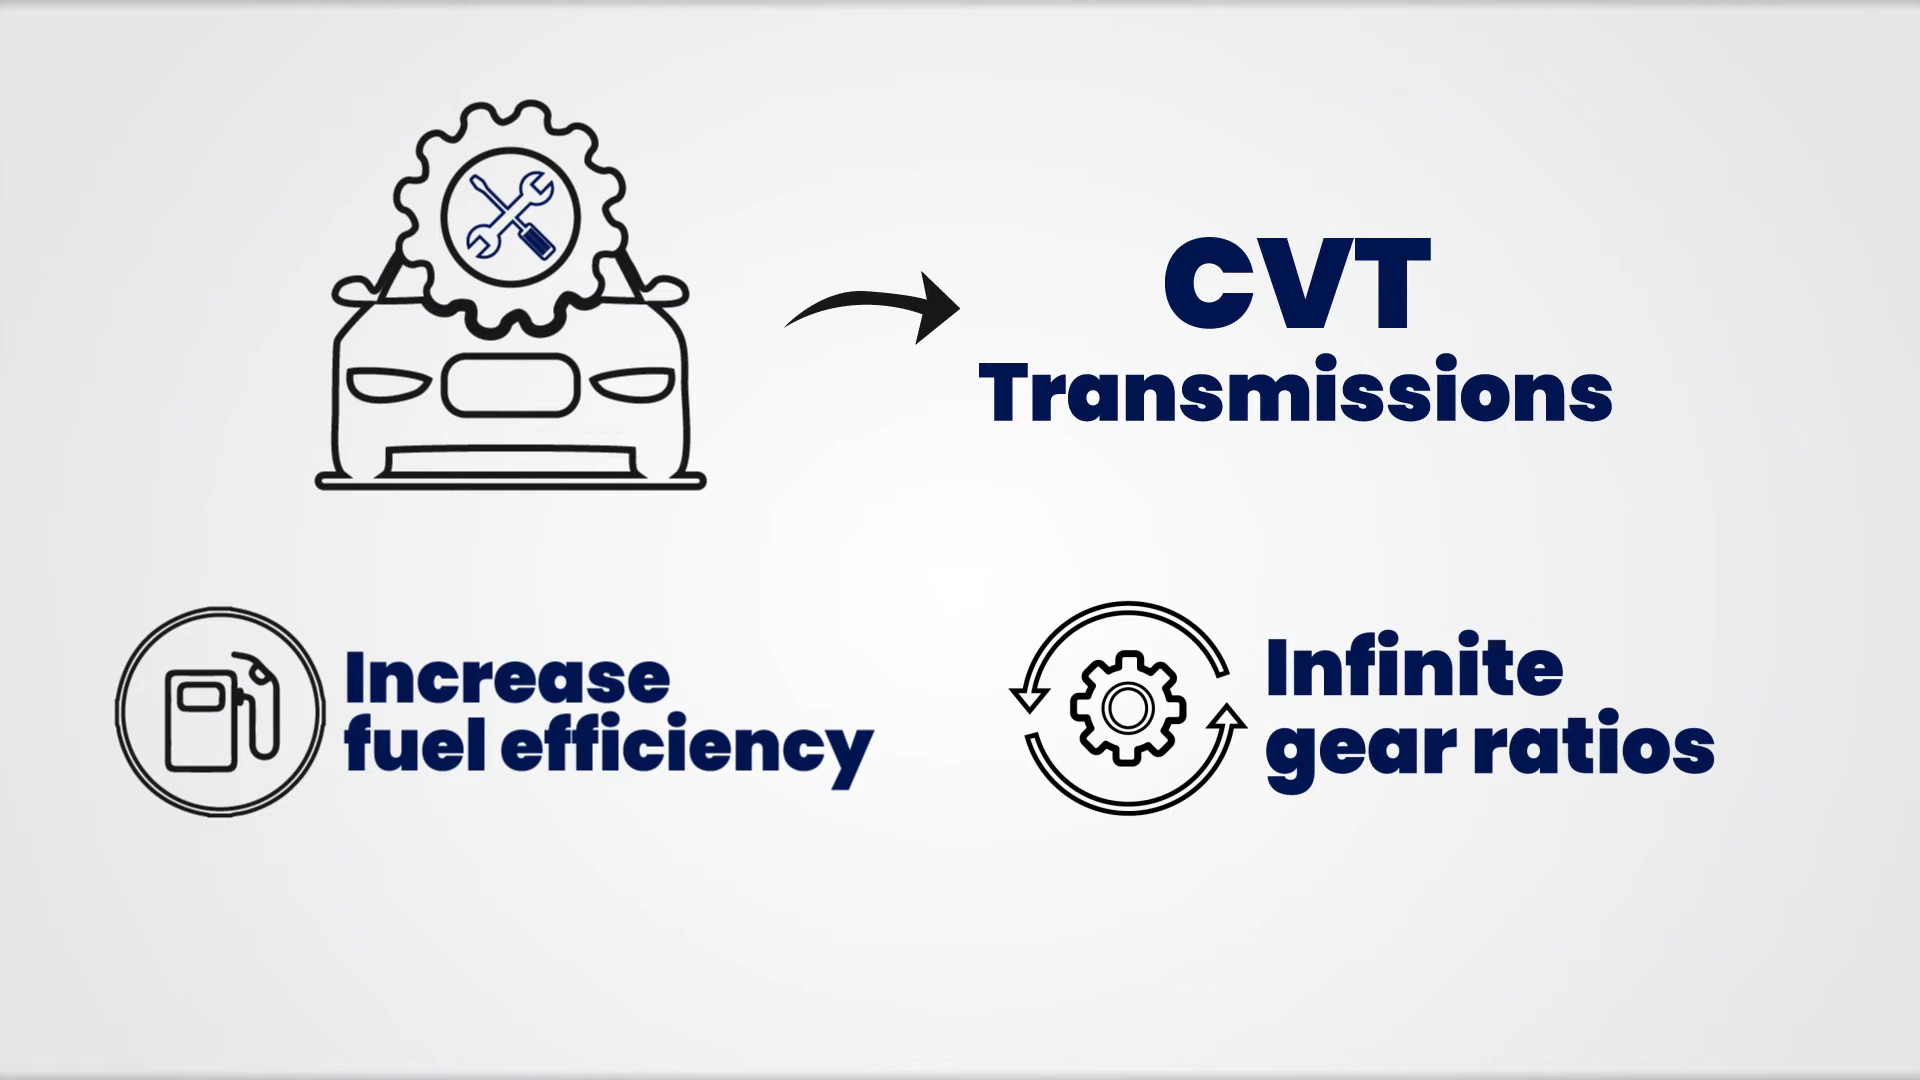 CVT
Transmissions
Increase
fuel efficiency
Infinite
gear ratios